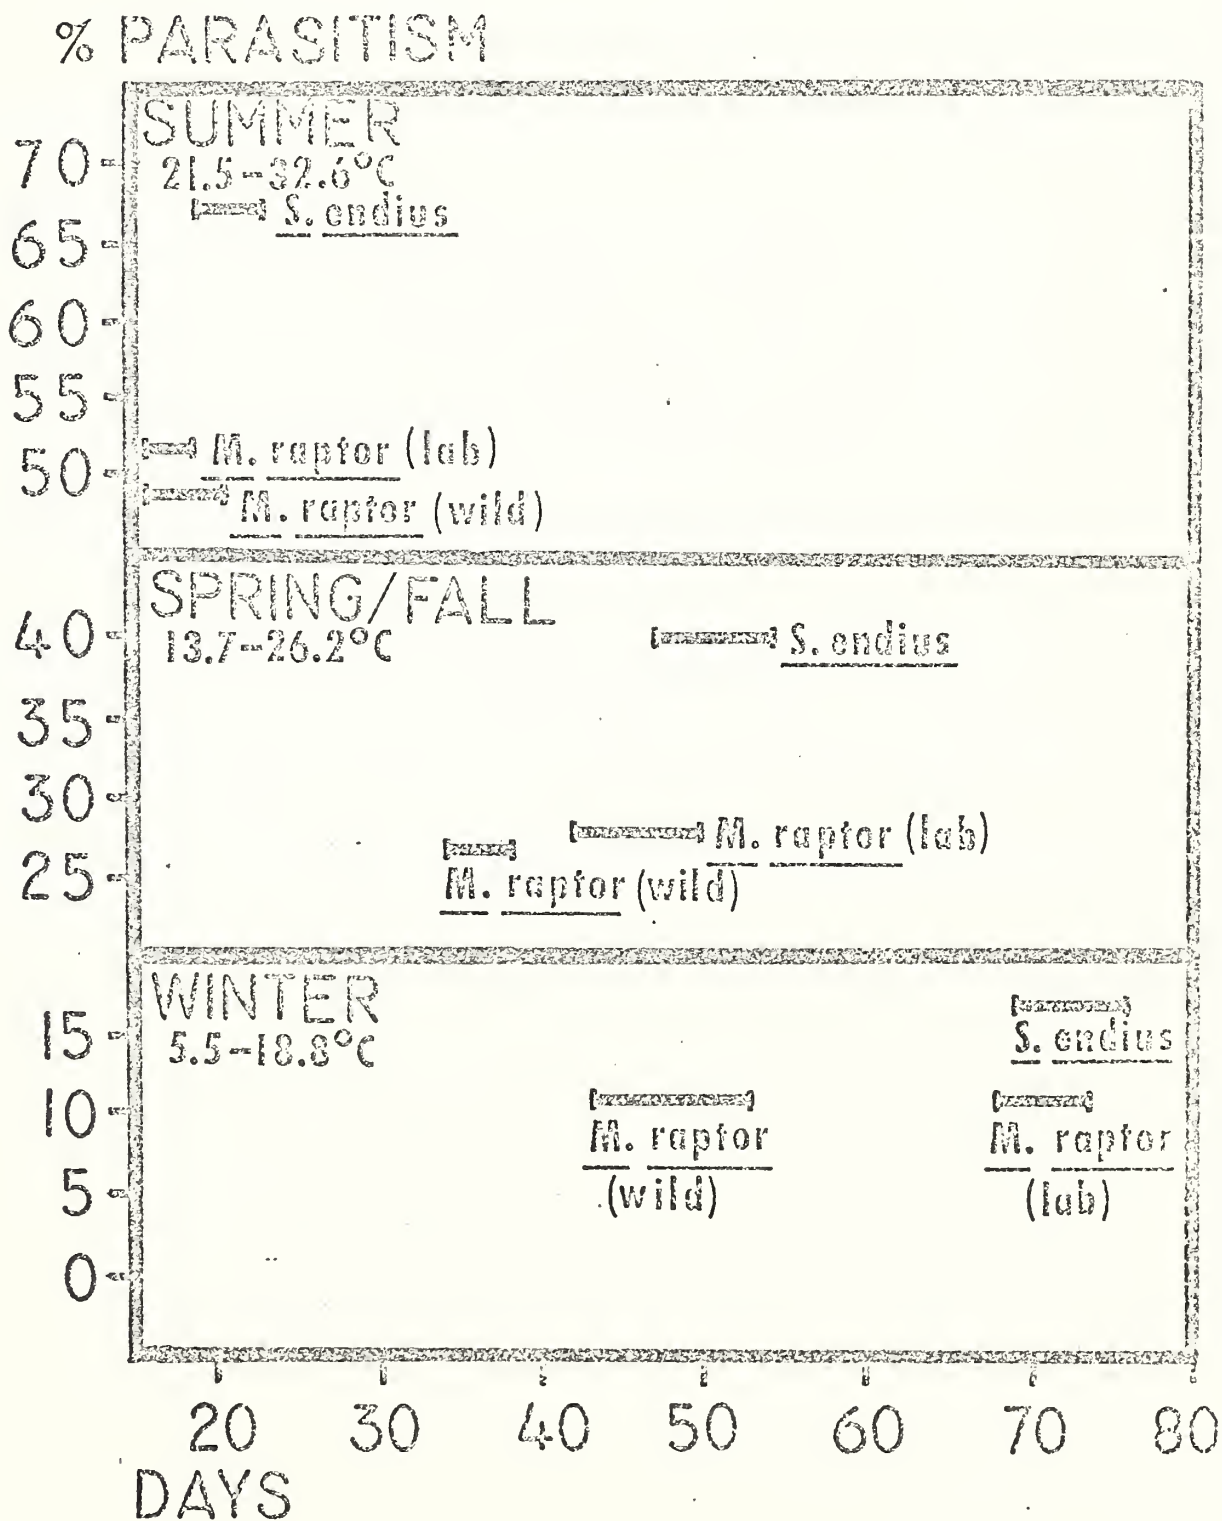 % PARASITISM
SUMMER
70
21.5-32.6°C
S. endius
65
60
55
M. raptor (lab)
50
M. raptor (wild)
SPRING/FALL
40
13.7-26.2°C
S. endius
35
30
M. raptor (lab)
25
M. raptor (wild)
WINTER
15
5.5-18.8°C
S. endius
10
M. raptor
(wild)
M. raptor
(lab)
5
0
20 30 40 50 60 70 80
DAYS